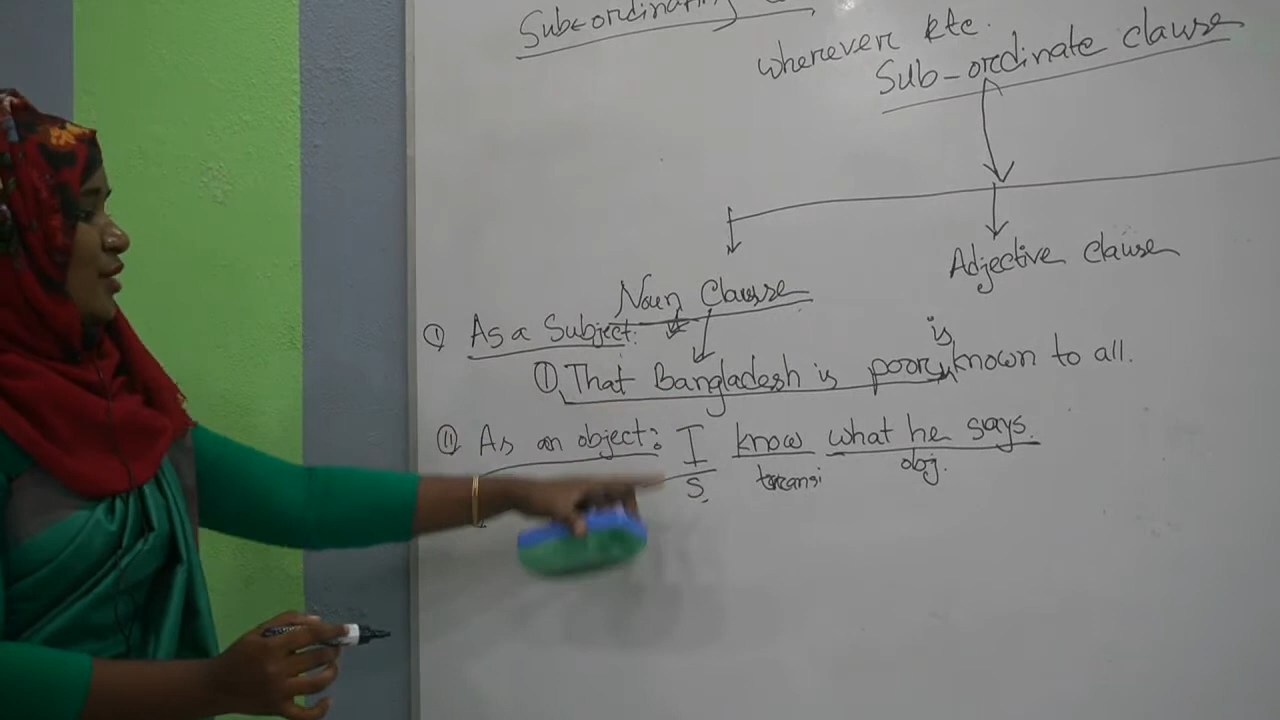 Sub-ordinating
wherever etc.
Sub-ordinate clause
Noun Clause
Adjective clause
① As a Subject:
① That Bangladesh is poor, is known to all.
② As an object: I know what he says.
S. transi obj.